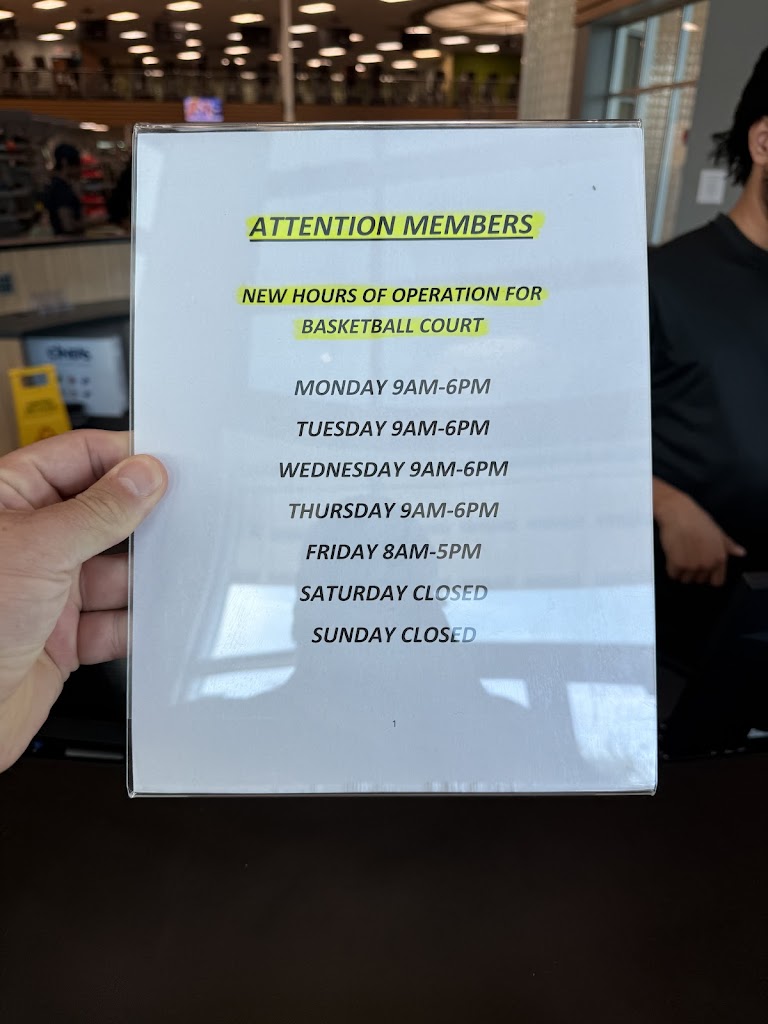 ATTENTION MEMBERS
NEW HOURS OF OPERATION FOR
BASKETBALL COURT
MONDAY 9AM-6PM
TUESDAY 9AM-6PM
WEDNESDAY 9AM-6PM
THURSDAY 9AM-6PM
FRIDAY 8AM-5PM
SATURDAY CLOSED
SUNDAY CLOSED
1